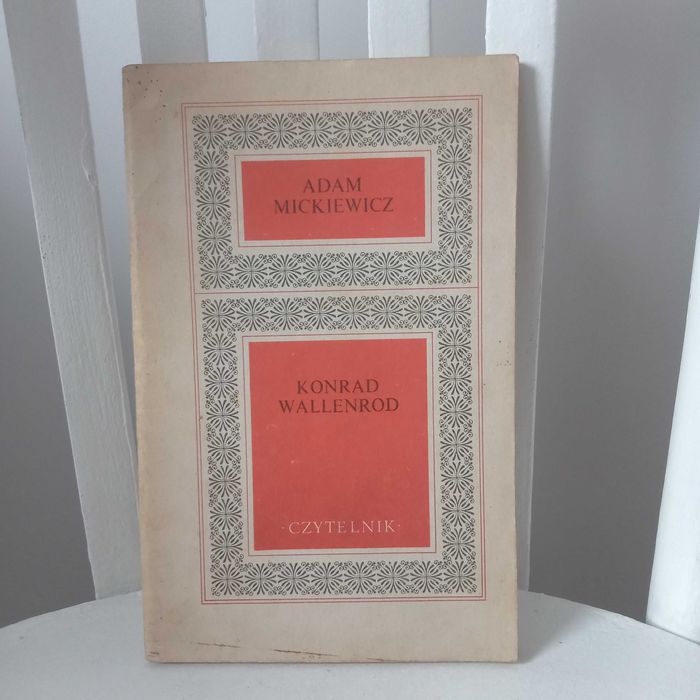 ADAM
MICKIEWICZ
KONRAD
WALLENROD
·CZYTELNIK·